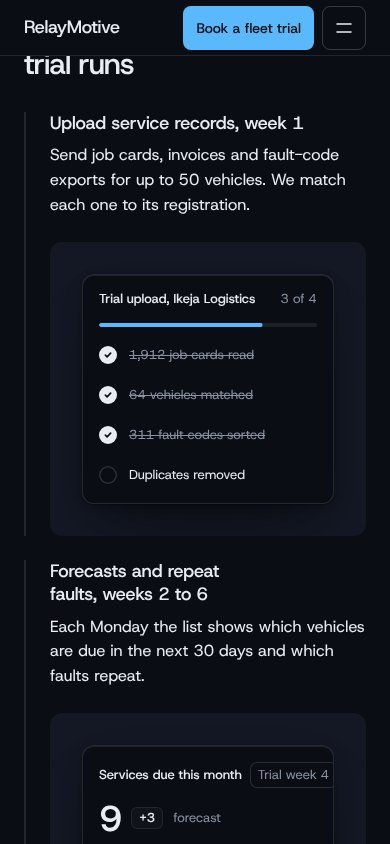 RelayMotive
Book a fleet trial
trial runs
Upload service records, week 1
Send job cards, invoices and fault-code
exports for up to 50 vehicles. We match
each one to its registration.
Trial upload, Ikeja Logistics 3 of 4
1,912 job cards read
64 vehicles matched
311 fault codes sorted
Duplicates removed
Forecasts and repeat
faults, weeks 2 to 6
Each Monday the list shows which vehicles
are due in the next 30 days and which
faults repeat.
Services due this month Trial week 4
9 +3 forecast